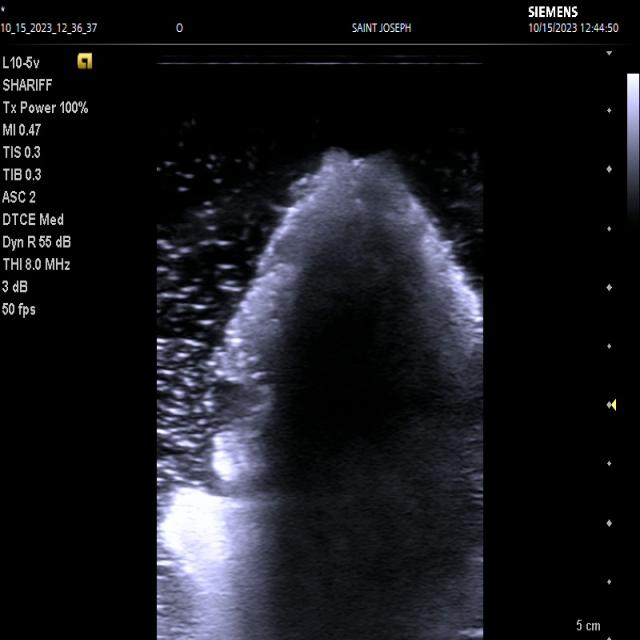 *
SIEMENS
10_15_2023_12_36_37 O SAINT JOSEPH 10/15/2023 12:44:50
L10-5v
SHARIFF
Tx Power 100%
MI 0.47
TIS 0.3
TIB 0.3
ASC 2
DTCE Med
Dyn R 55 dB
THI 8.0 MHz
3 dB
50 fps
5 cm